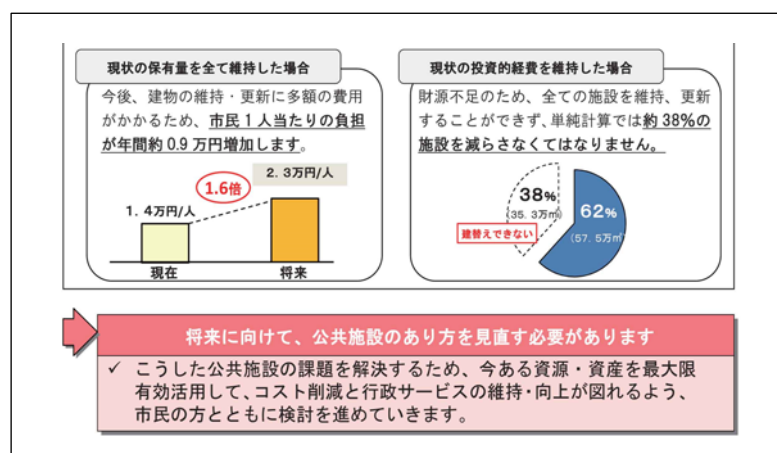 現状の保有量を全て維持した場合
今後、建物の維持・更新に多額の費用
がかかるため、市民1人当たりの負担
が年間約0.9万円増加します。
2.3万円/人
1.6倍
1.4万円/人
現在
将来
現状の投資的経費を維持した場合
財源不足のため、全ての施設を維持、更新
することができず、単純計算では約38%の
施設を減らさなくてはなりません。
38%
(35.3万㎡)
建替えできない
62%
(57.5万㎡)
将来に向けて、公共施設のあり方を見直す必要があります
✓ こうした公共施設の課題を解決するため、今ある資源・資産を最大限
有効活用して、コスト削減と行政サービスの維持・向上が図れるよう、
市民の方とともに検討を進めていきます。